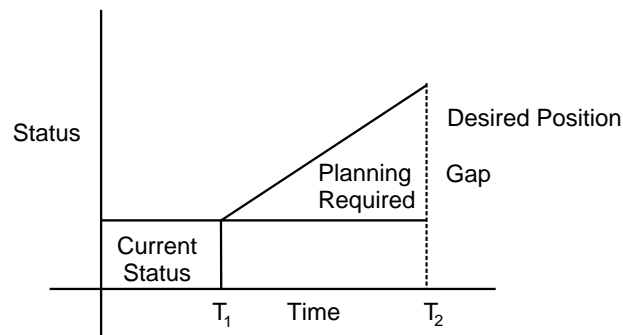 Desired Position
Status
Planning
Required
Gap
Current
Status
T1
Time
T2